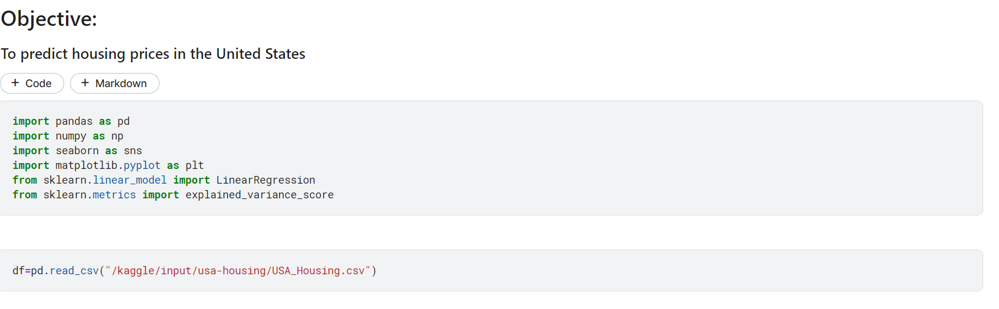 Objective:
To predict housing prices in the United States
+ Code + Markdown
import pandas as pd
import numpy as np
import seaborn as sns
import matplotlib.pyplot as plt
from sklearn.linear_model import LinearRegression
from sklearn.metrics import explained_variance_score
df=pd.read_csv("/kaggle/input/usa-housing/USA_Housing.csv")